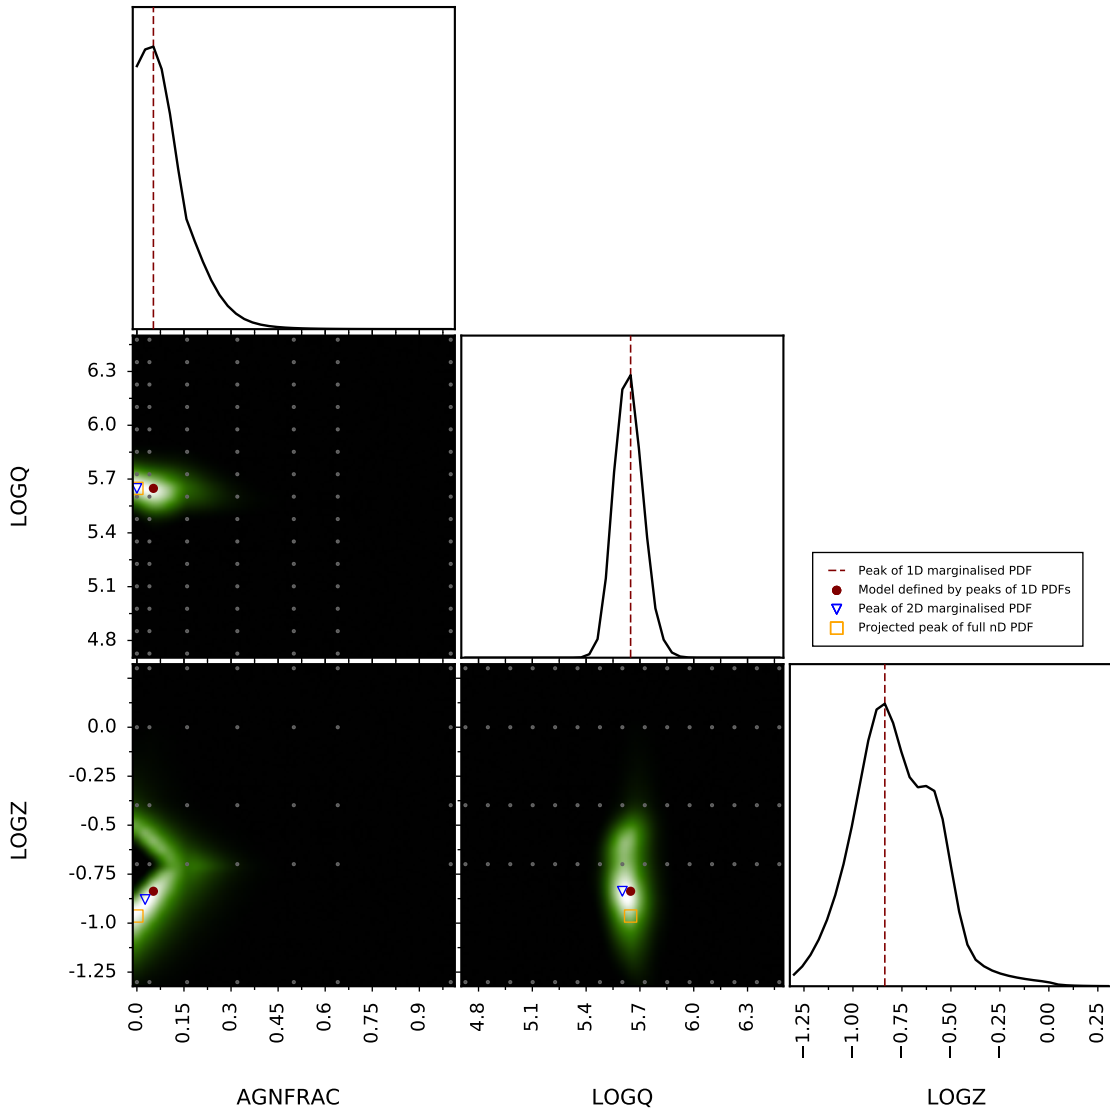 6.3
6.0
5.7
5.4
5.1
4.8
LOGQ
Peak of 1D marginalised PDF
Model defined by peaks of 1D PDFs
Peak of 2D marginalised PDF
Projected peak of full nD PDF
0.0
-0.25
-0.5
-0.75
-1.0
-1.25
LOGZ
0.0 0.15 0.3 0.45 0.6 0.75 0.9
4.8 5.1 5.4 5.7 6.0 6.3
−1.25 −1.00 −0.75 −0.50 −0.25 0.00 0.25
AGNFRAC LOGQ LOGZ